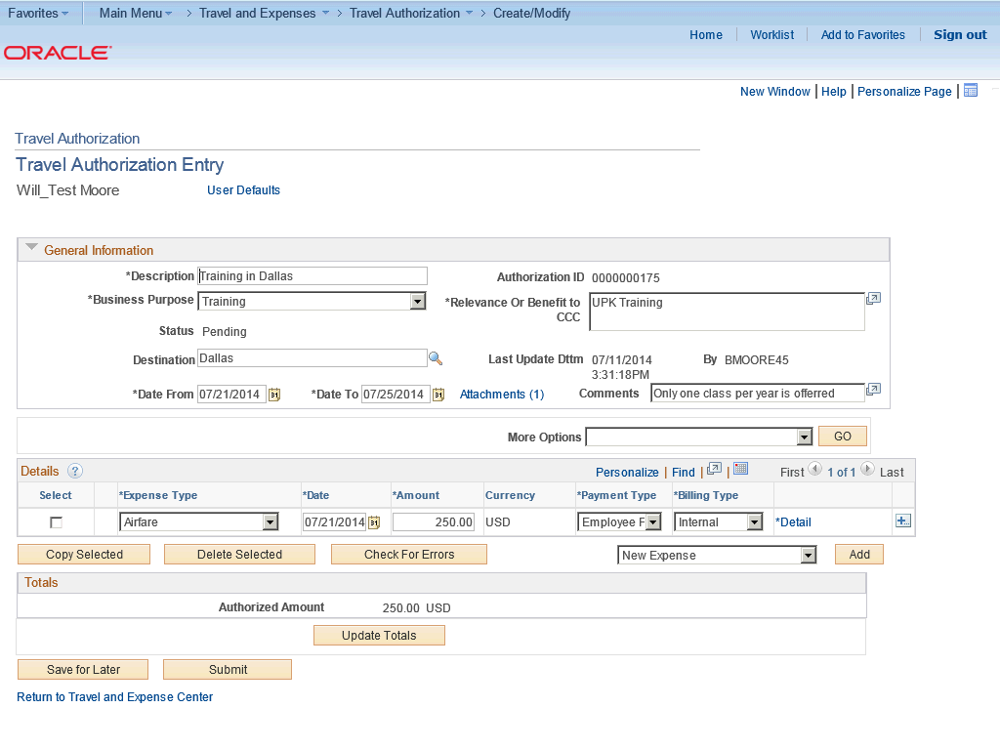 Favorites Main Menu > Travel and Expenses > Travel Authorization > Create/Modify
Home Worklist Add to Favorites Sign out
ORACLE
New Window | Help | Personalize Page |
Travel Authorization
Travel Authorization Entry
Will_Test Moore User Defaults
General Information
*Description Training in Dallas Authorization ID 0000000175
*Business Purpose Training *Relevance Or Benefit to CCC UPK Training
Status Pending
Destination Dallas Last Update Dttm 07/11/2014 3:31:18PM By BMOORE45
*Date From 07/21/2014 31 *Date To 07/25/2014 31 Attachments (1) Comments Only one class per year is offerred
More Options GO
Details ? Personalize | Find | | First 1 of 1 Last
Select *Expense Type *Date *Amount Currency *Payment Type *Billing Type
Airfare 07/21/2014 31 250.00 USD Employee F Internal *Detail
Copy Selected Delete Selected Check For Errors New Expense Add
Totals
Authorized Amount 250.00 USD
Update Totals
Save for Later Submit
Return to Travel and Expense Center